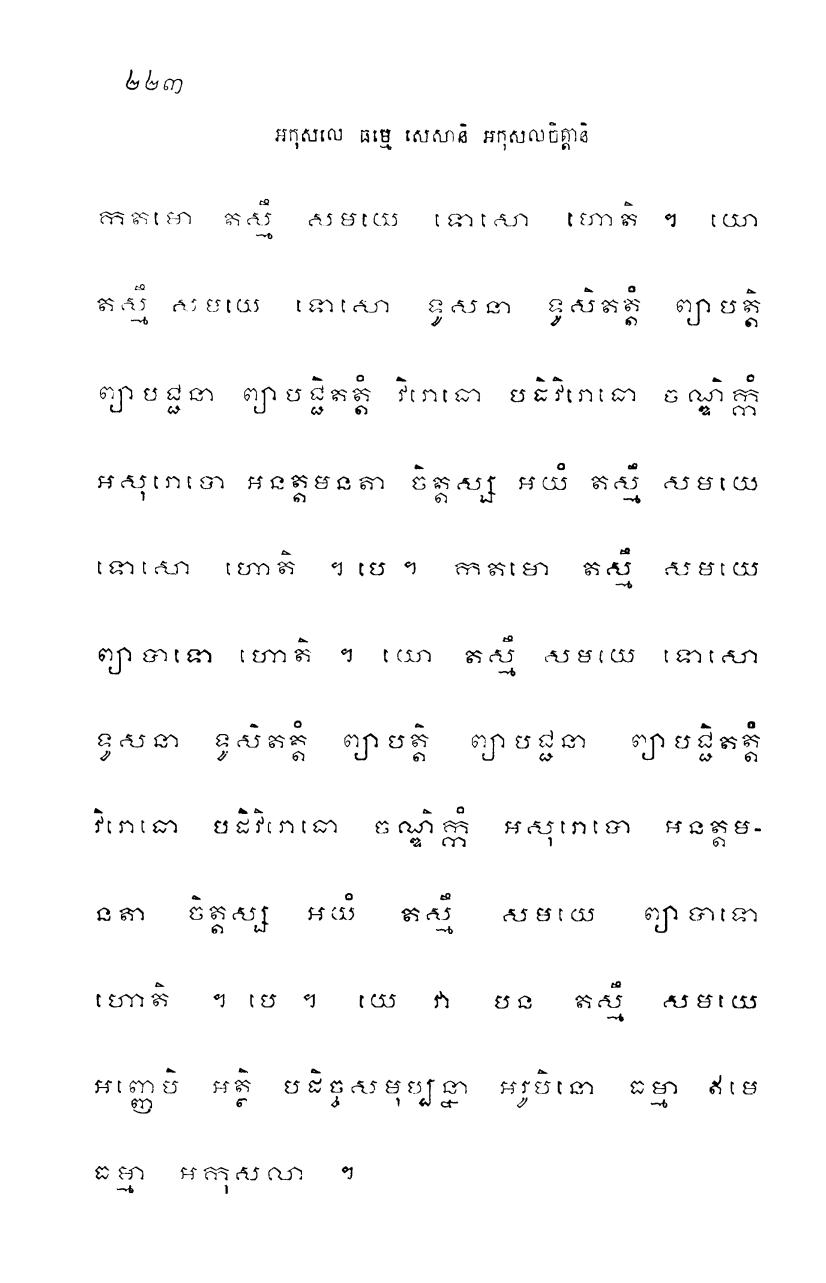 ២២៣
អកុសលេ ធម្មេ សេសានិ អកុសលចិត្តានិ
កតមោ តស្មឹ សមយេ ទោសោ ហោតិ ។ យោ
តស្មឹ សមយេ ទោសោ ទូសនា ទូសិតត្តំ ព្យាបត្តិ
ព្យាបជ្ជនា ព្យាបជ្ជិតត្តំ វិរោធោ បដិវិរោធោ ចណ្ឌិក្កំ
អសុរោទោ អនត្តមនតា ចិត្តស្ស អយំ តស្មឹ សមយេ
ទោសោ ហោតិ ។បេ។ កតមោ តស្មឹ សមយេ
ព្យាបាទោ ហោតិ ។ យោ តស្មឹ សមយេ ទោសោ
ទូសនា ទូសិតត្តំ ព្យាបត្តិ ព្យាបជ្ជនា ព្យាបជ្ជិតត្តំ
វិរោធោ បដិវិរោធោ ចណ្ឌិក្កំ អសុរោទោ អនត្តម-
នតា ចិត្តស្ស អយំ តស្មឹ សមយេ ព្យាបាទោ
ហោតិ ។ បេ ។ យេ វា បន តស្មឹ សមយេ
អញ្ញេបិ អត្ថិ បដិច្ចសមុប្បន្នា អរូបិនោ ធម្មា ឥមេ
ធម្មា អកុសលា ។